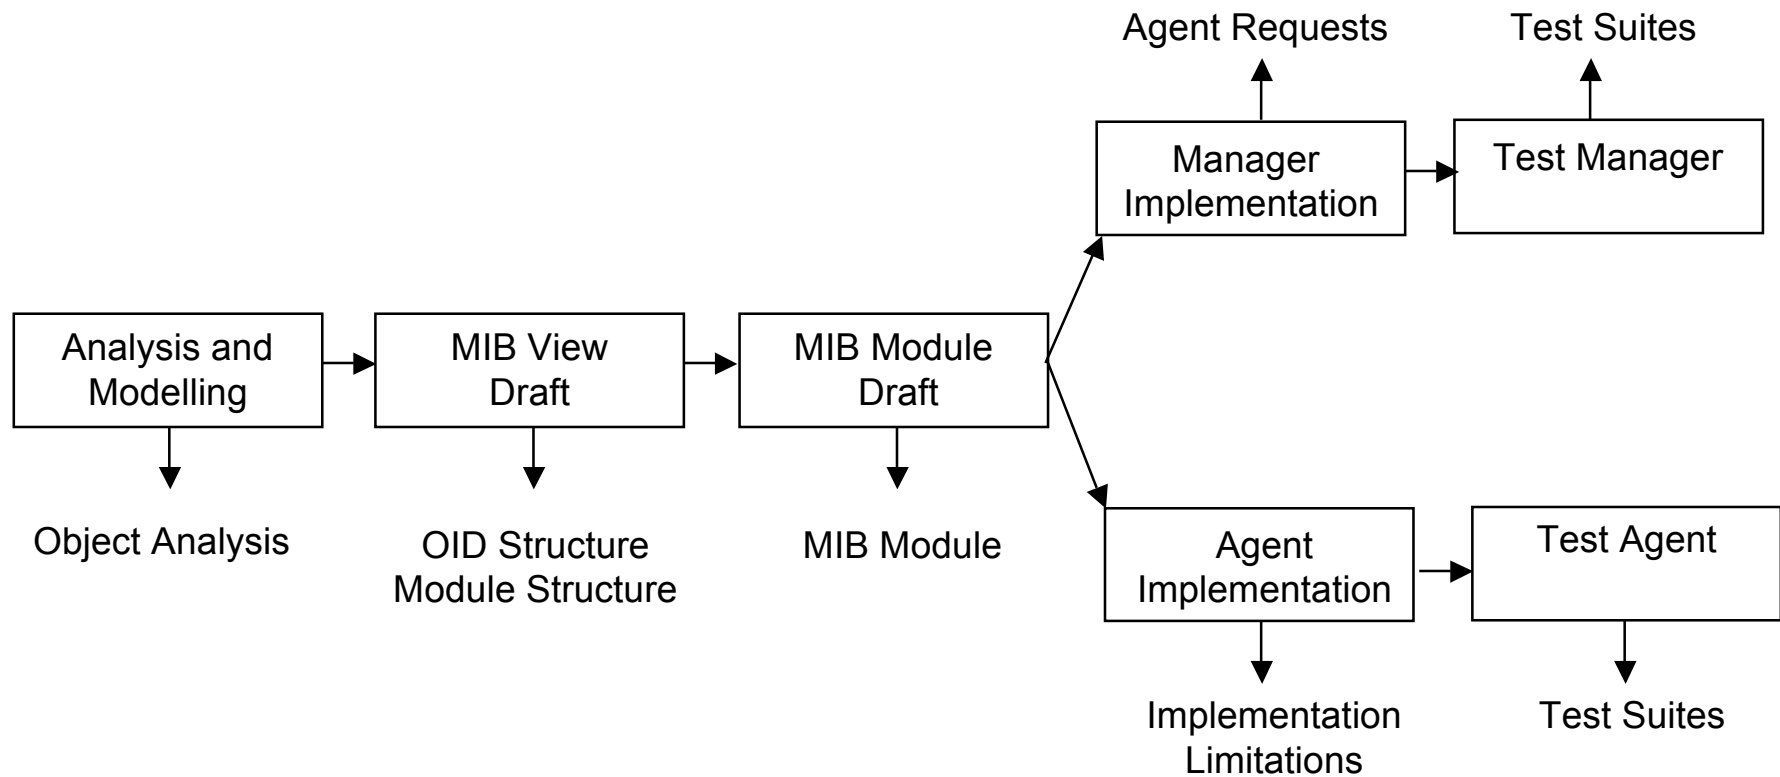 Agent Requests
Test Suites
Manager
Implementation
Test Manager
Analysis and
Modelling
MIB View
Draft
MIB Module
Draft
Object Analysis
OID Structure
Module Structure
MIB Module
Agent
Implementation
Test Agent
Implementation
Limitations
Test Suites